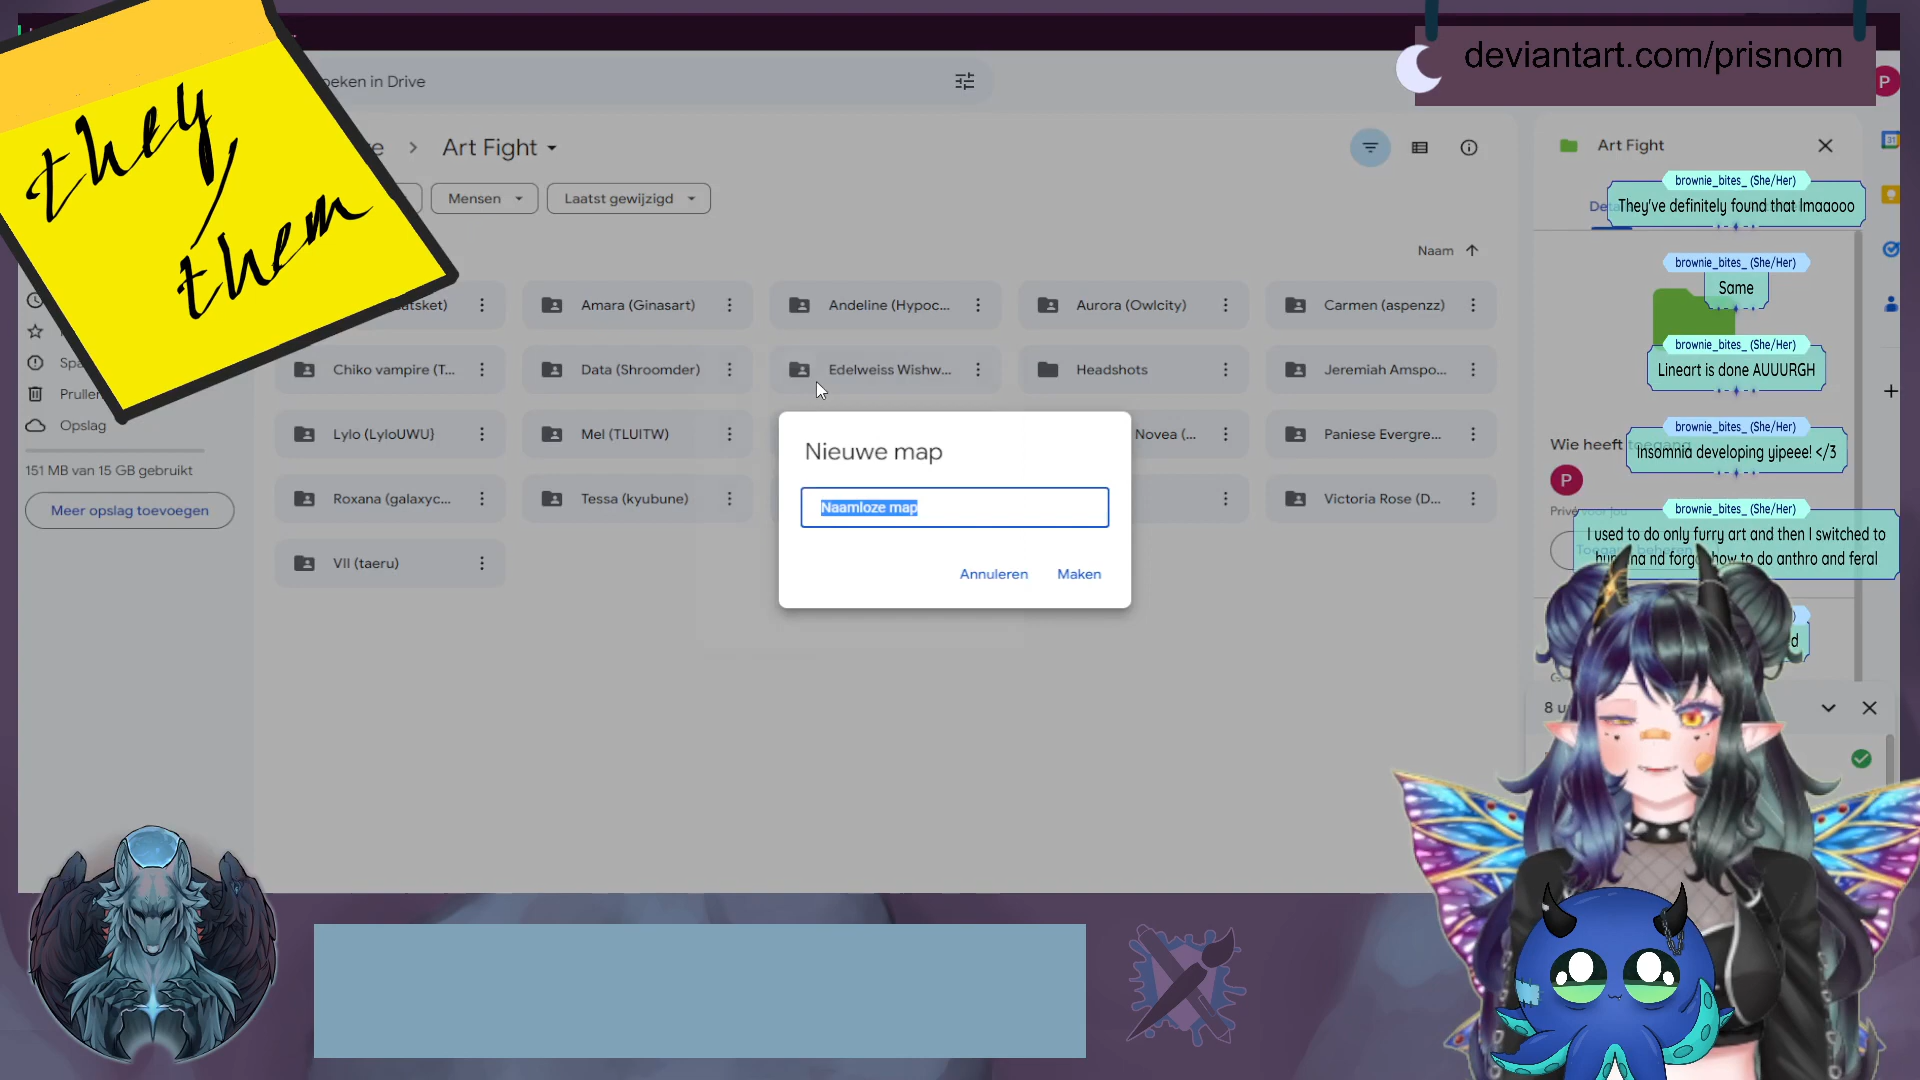 they
/
them
deviantart.com/prisnom
P
oeken in Drive
Art Fight
Art Fight
Mensen
Laatst gewijzigd
Naam
Amara (Ginasart)
Andeline (Hypoc...
Aurora (Owlcity)
Carmen (aspenzz)
Chiko vampire (T...
Data (Shroomder)
Edelweiss Wishw...
Headshots
Jeremiah Amspo...
Lylo (LyloUWU)
Mel (TLUITW)
Novea (...
Paniese Evergre...
Roxana (galaxyc...
Tessa (kyubune)
Victoria Rose (D...
VII (taeru)
Opslag
151 MB van 15 GB gebruikt
Meer opslag toevoegen
Nieuwe map
Naamloze map
Annuleren
Maken
brownie_bites_ (She/Her)
They've definitely found that lmaaooo
brownie_bites_ (She/Her)
Same
brownie_bites_ (She/Her)
Lineart is done AUUURGH
brownie_bites_ (She/Her)
Wie heeft toegang
Insomnia developing yipeee! </3
P
brownie_bites_ (She/Her)
I used to do only furry art and then I switched to
how to do anthro and feral
31